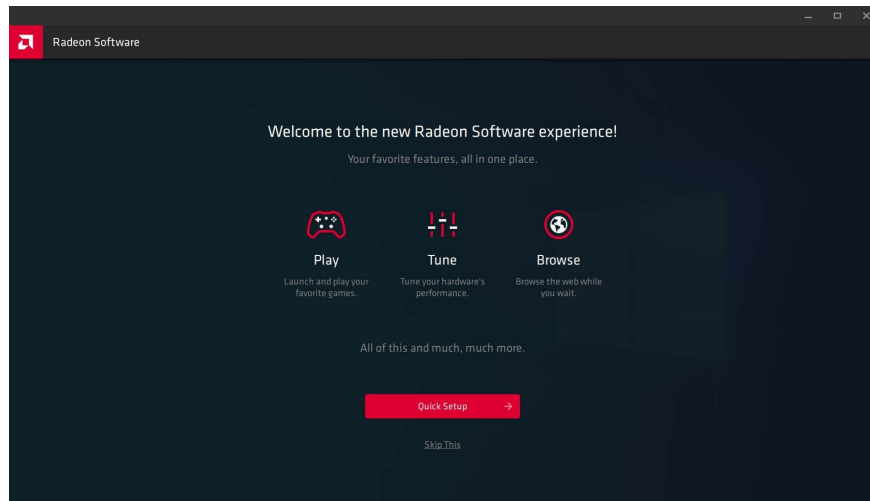 Radeon Software
Welcome to the new Radeon Software experience!
Your favorite features, all in one place.
Play
Launch and play your
favorite games.
Tune
Tune your hardware's
performance.
Browse
Browse the web while
you wait.
All of this and much, much more.
Quick Setup
Skip This